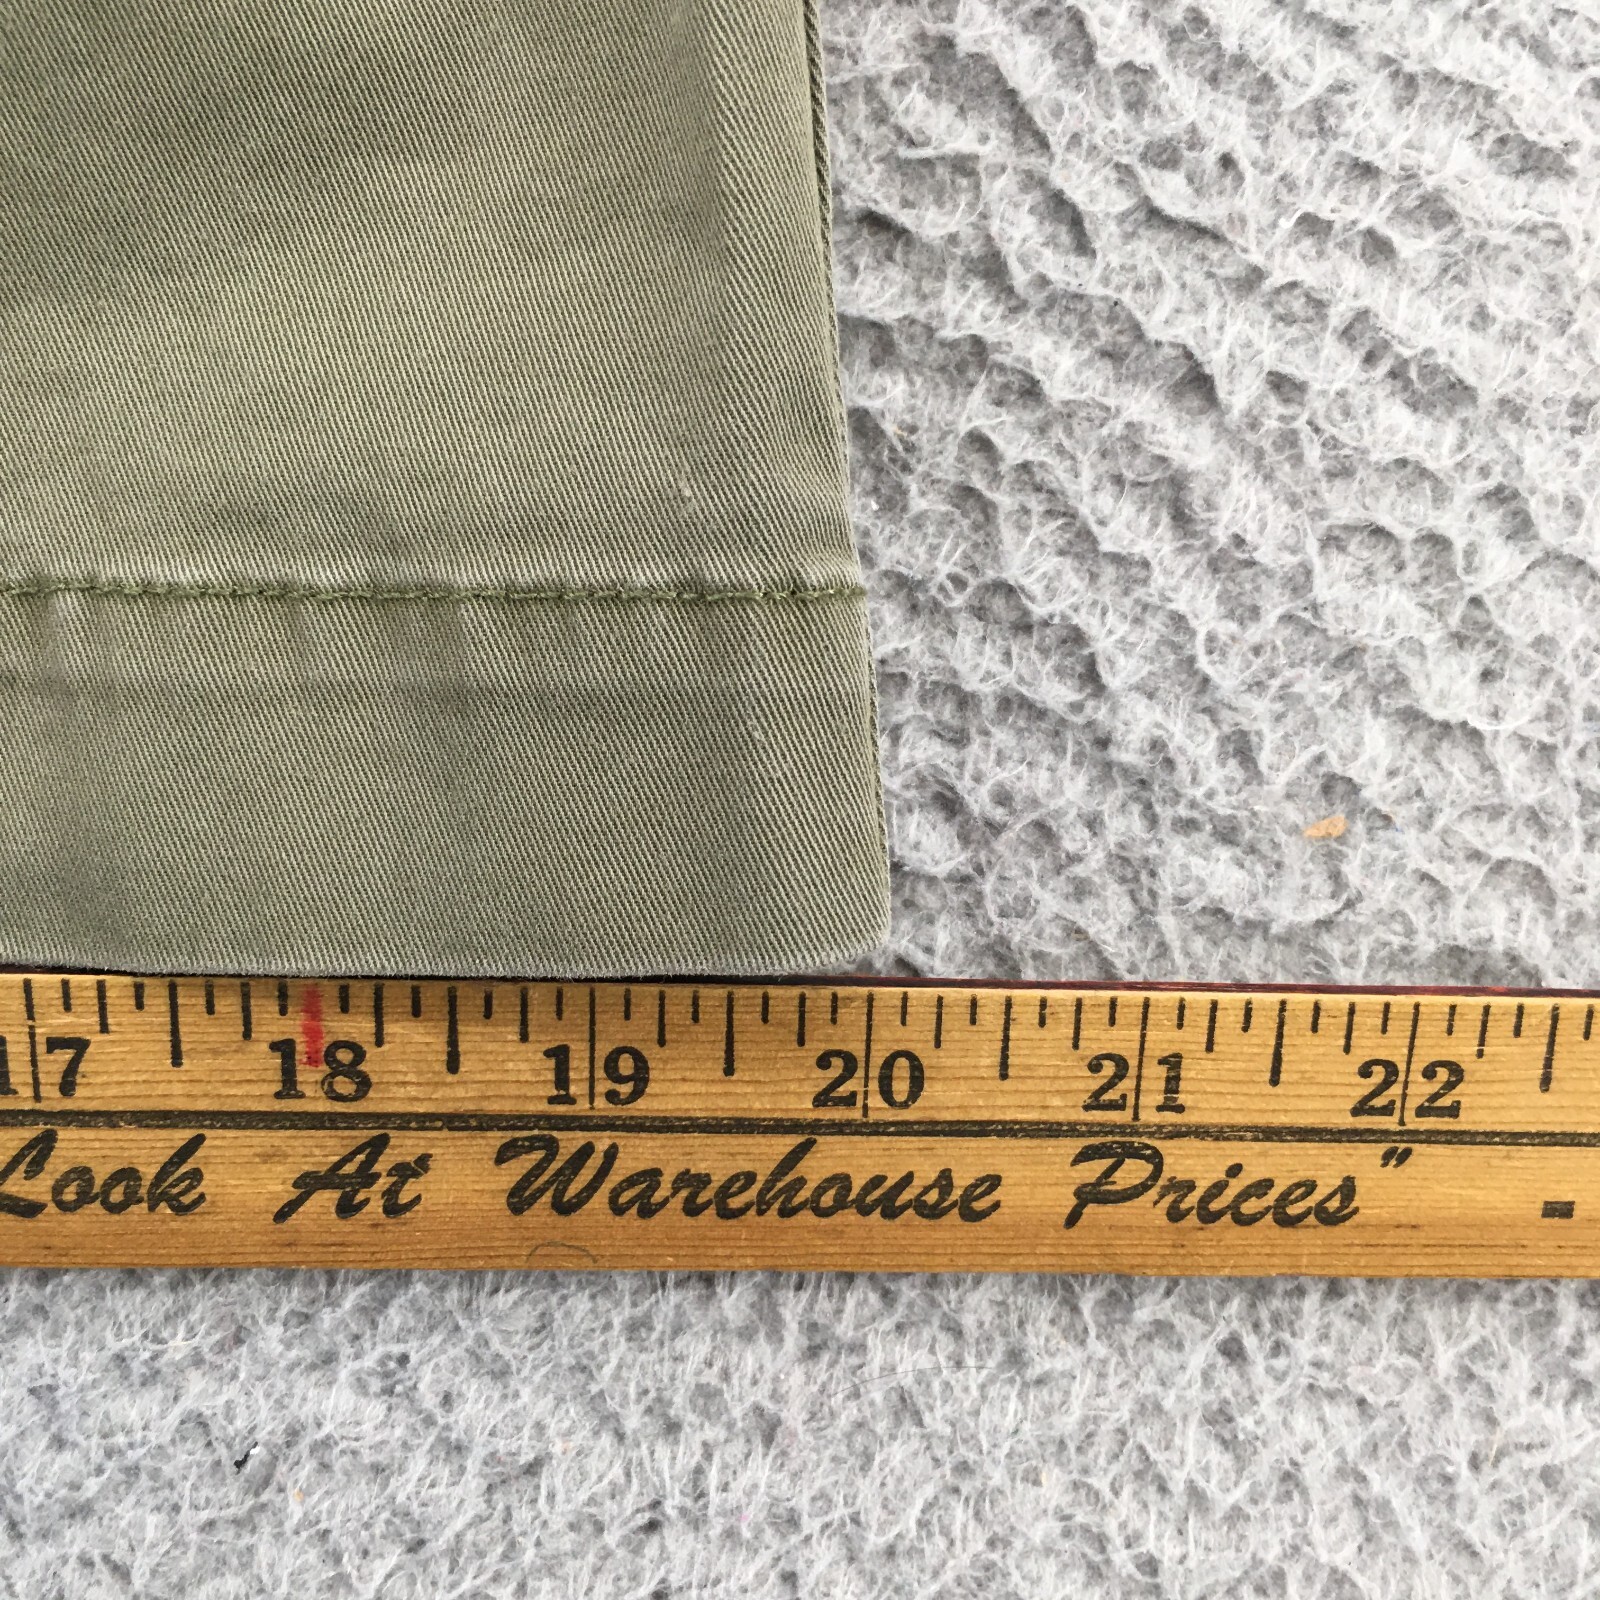 17 18 19 20 21 22
Look At Warehouse Prices" -